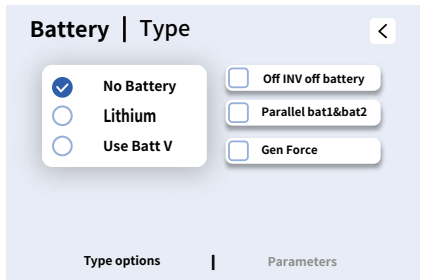 Battery | Type
No Battery
Lithium
Use Batt V
Off INV off battery
Parallel bat1&bat2
Gen Force
Type options | Parameters